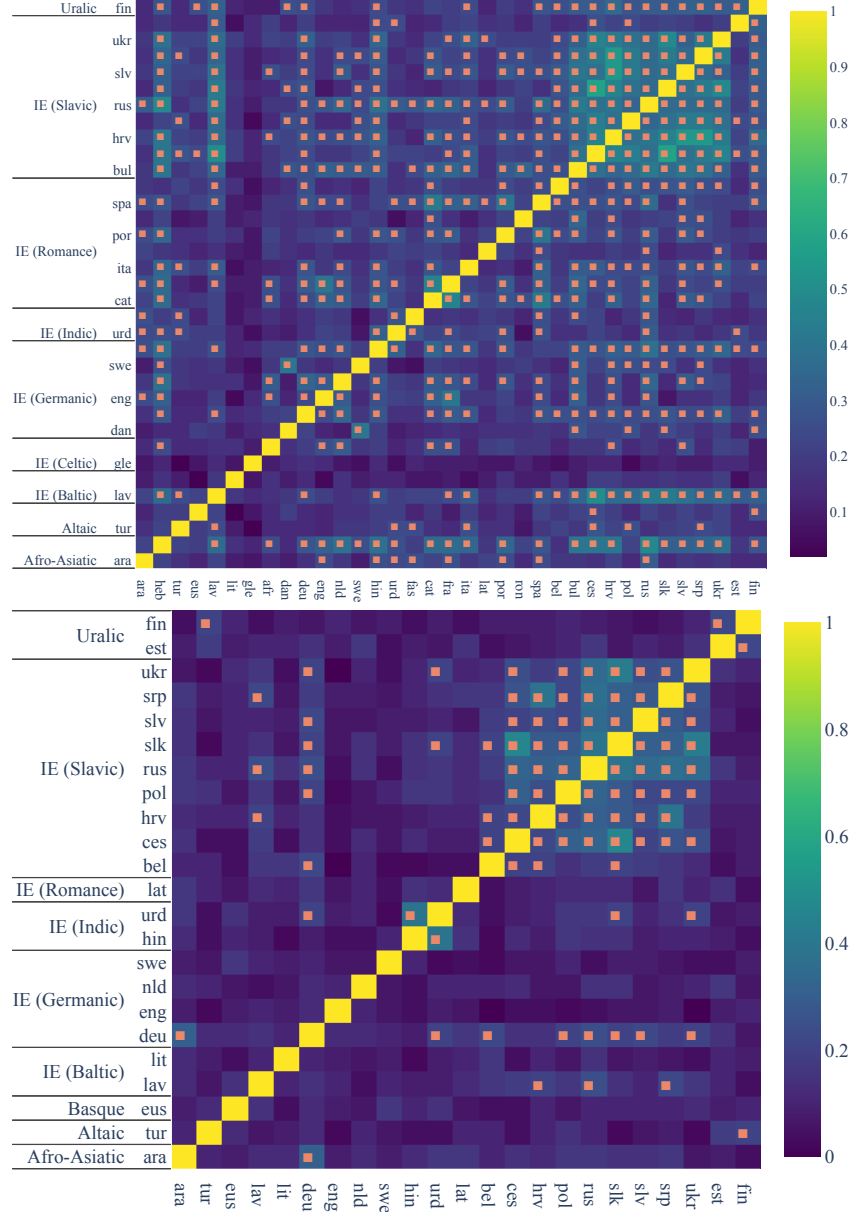 Uralic fin
ukr
slv
IE (Slavic) rus
hrv
bul
spa
por
IE (Romance)
ita
cat
IE (Indic) urd
swe
IE (Germanic) eng
dan
IE (Celtic) gle
IE (Baltic) lav
Altaic tur
Afro-Asiatic ara
ara heb tur eus lav lit gle afr dan deu eng nld swe hin urd fas cat fra ita lat por ron spa bel bul ces hrv pol rus slk slv srp ukr est fin
1
0.9
0.8
0.7
0.6
0.5
0.4
0.3
0.2
0.1
Uralic fin
est
ukr
srp
slv
slk
IE (Slavic) rus
pol
hrv
ces
bel
IE (Romance) lat
IE (Indic) urd
hin
swe
IE (Germanic) nld
eng
deu
IE (Baltic) lit
lav
Basque eus
Altaic tur
Afro-Asiatic ara
ara tur eus lav lit deu eng nld swe hin urd lat bel ces hrv pol rus slk slv srp ukr est fin
1
0.8
0.6
0.4
0.2
0